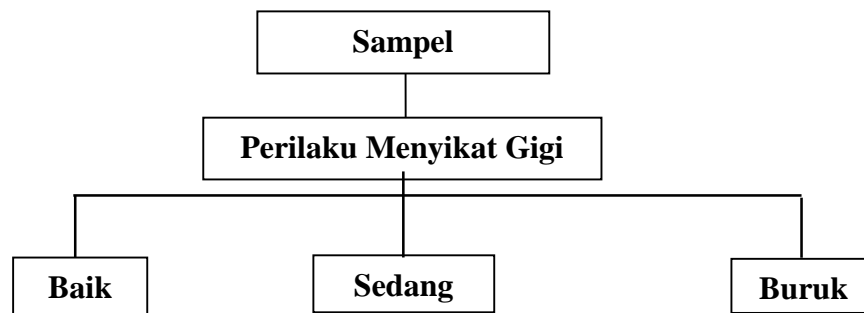 Sampel
Perilaku Menyikat Gigi
Baik
Sedang
Buruk